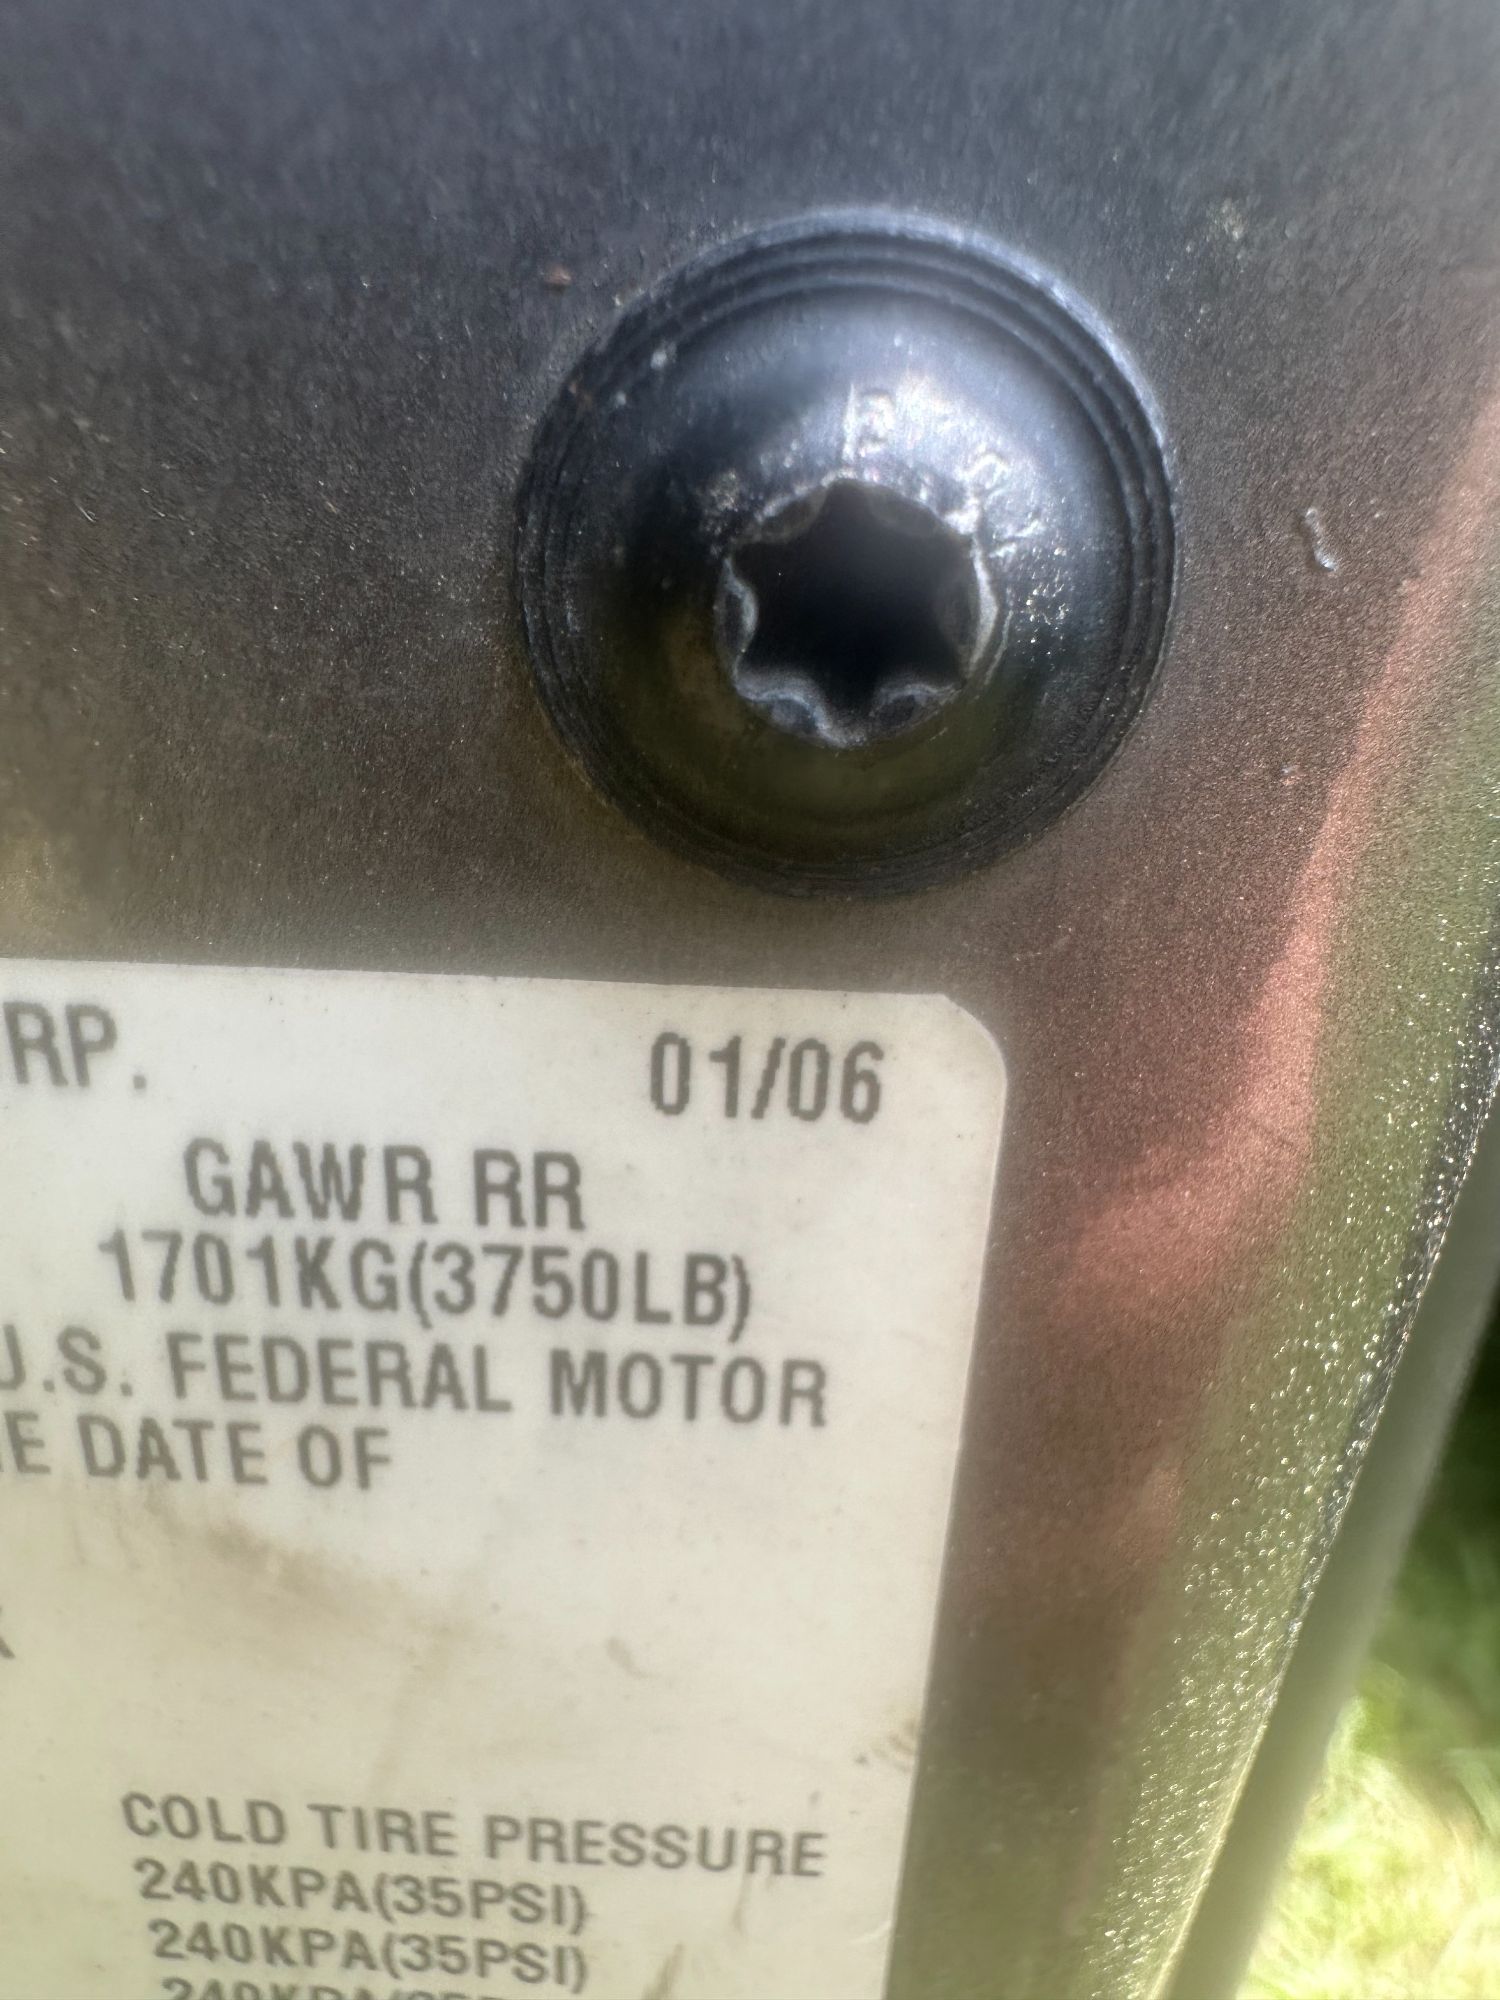 RP. 01/06
GAWR RR
1701KG(3750LB)
U.S. FEDERAL MOTOR
DATE OF
COLD TIRE PRESSURE
240KPA(35PSI)
240KPA(35PSI)